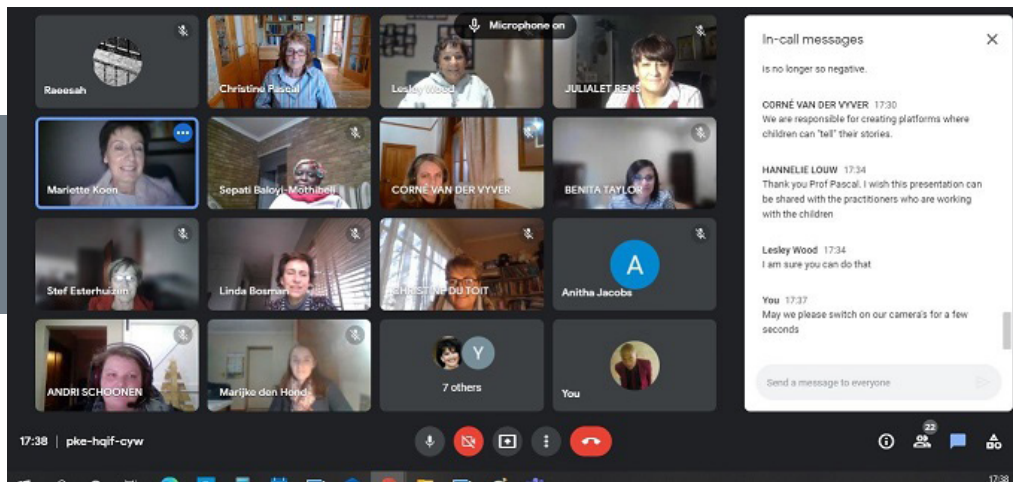 Microphone on
Raeesah
Christine Pascal
Lesley Wood
JULIALET RENS
Mariette Koen
Sepati Baloyi-Mothibeli
CORNÉ VAN DER VYVER
BENITA TAYLOR
Stef Esterhuizen
Linda Bosman
CHRISTINE DU TOIT
A
Anitha Jacobs
ANDRI SCHOONEN
Marijke den Hond
Y
7 others
You
In-call messages
is no longer so negative.
CORNÉ VAN DER VYVER 17:30
We are responsible for creating platforms where
children can "tell" their stories.
HANNELIE LOUW 17:34
Thank you Prof Pascal. I wish this presentation can
be shared with the practitioners who are working
with the children
Lesley Wood 17:34
I am sure you can do that
You 17:37
May we please switch on our camera's for a few
seconds
Send a message to everyone
17:38 | pke-hqif-cyw
22
17:38